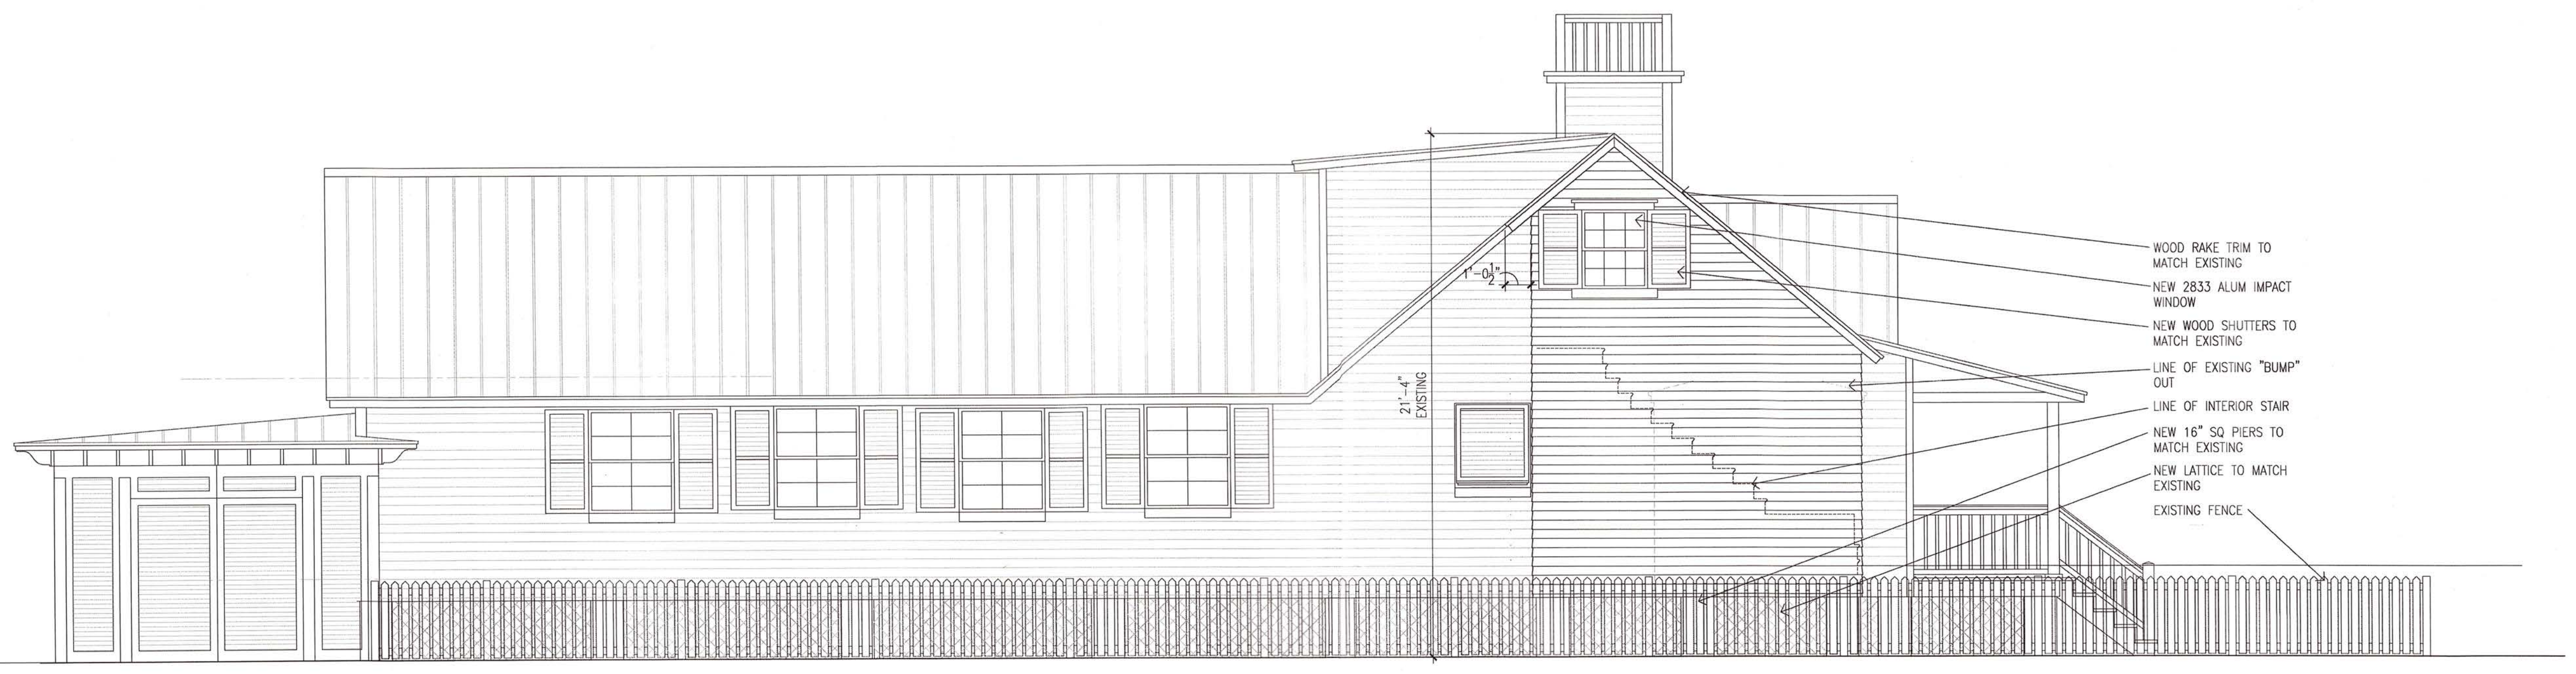 WOOD RAKE TRIM TO
MATCH EXISTING
NEW 2833 ALUM IMPACT
WINDOW
NEW WOOD SHUTTERS TO
MATCH EXISTING
LINE OF EXISTING "BUMP"
OUT
LINE OF INTERIOR STAIR
NEW 16" SQ PIERS TO
MATCH EXISTING
NEW LATTICE TO MATCH
EXISTING
EXISTING FENCE
1'-0½"
21'-4"
EXISTING